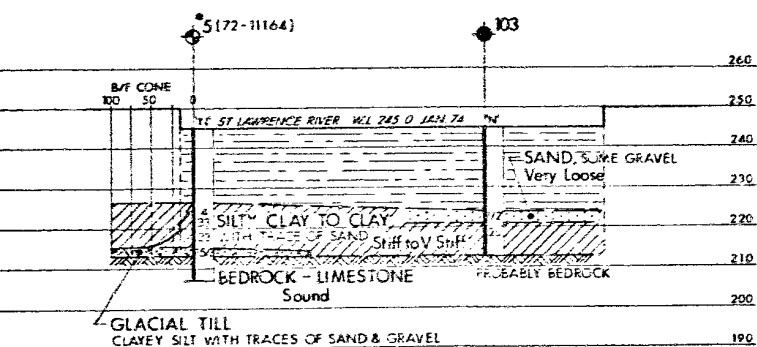 5 (72-11164)
103
260
B/F CONE
100 50 0
250
ST LAWRENCE RIVER W.L. 245.0 JAN. 74
240
SAND, SOME GRAVEL
Very Loose
230
220
SILTY CLAY TO CLAY
WITH TRACE OF SAND Stiff to V Stiff
210
BEDROCK - LIMESTONE
Sound
PROBABLY BEDROCK
200
GLACIAL TILL
CLAYEY SILT WITH TRACES OF SAND & GRAVEL
190